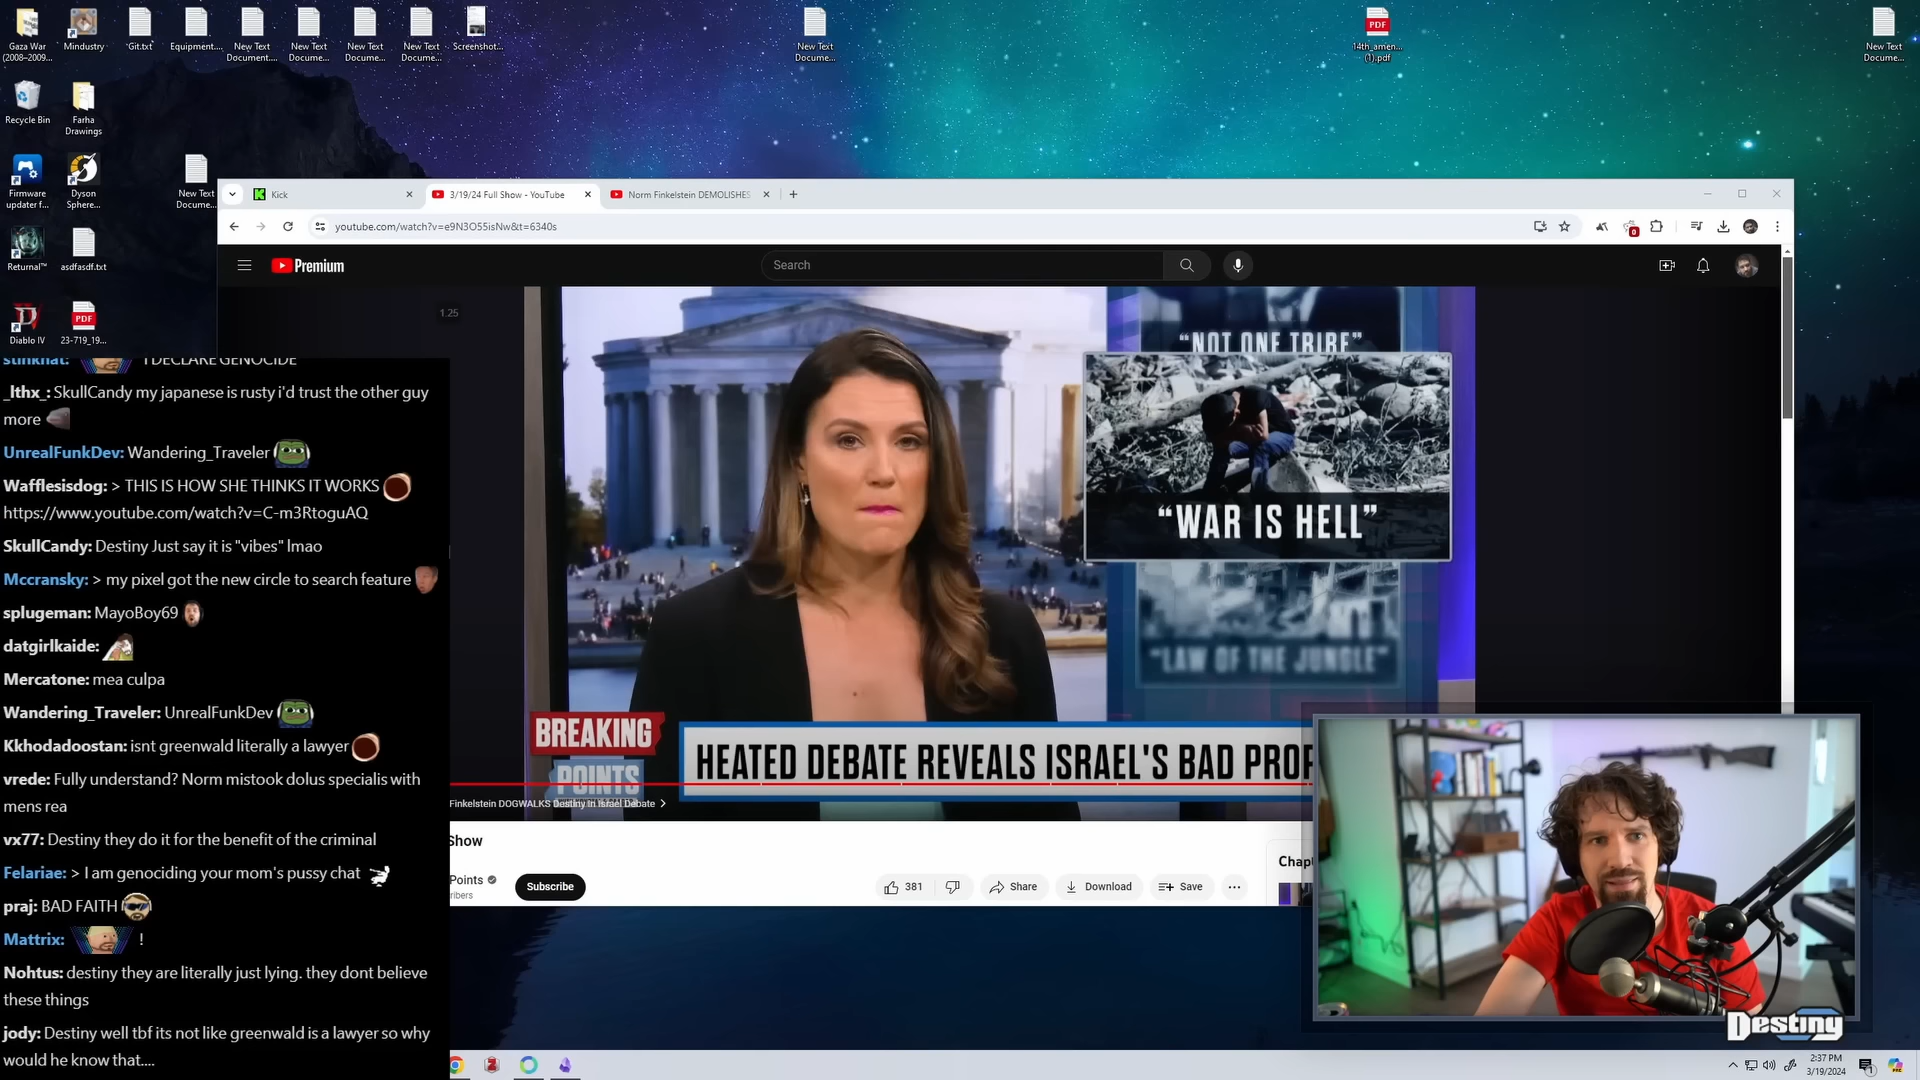 Gaza War
(2008–2009...
Mindustry
Git.txt
Equipment....
New Text
Document....
New Text
Docume...
New Text
Docume...
New Text
Docume...
Screenshot...
New Text
Docume...
PDF
14th_amen...
(1).pdf
New Text
Docume...
Recycle Bin
Farha
Drawings
Firmware
updater f...
Dyson
Sphere...
New Text
Docume...
Returnal™
asdfasdf.txt
Diablo IV
PDF
23-719_19...
Kick
3/19/24 Full Show - YouTube
Norm Finkelstein DEMOLISHES
youtube.com/watch?v=e9N3O55isNw&t=6340s
0
Premium
Search
1.25
"NOT ONE TRIBE"
"WAR IS HELL"
"LAW OF THE JUNGLE"
BREAKING
POINTS
HEATED DEBATE REVEALS ISRAEL'S BAD PROP
Finkelstein DOGWALKS Destiny In Israel Debate
Show
Points
ribers
Subscribe
381
Share
Download
Save
Chapt
stinkhat: I DECLARE GENOCIDE
_lthx_: SkullCandy my japanese is rusty i'd trust the other guy
more
UnrealFunkDev: Wandering_Traveler
Wafflesisdog: > THIS IS HOW SHE THINKS IT WORKS
https://www.youtube.com/watch?v=C-m3RtoguAQ
SkullCandy: Destiny Just say it is "vibes" lmao
Mccransky: > my pixel got the new circle to search feature
splugeman: MayoBoy69
datgirlkaide:
Mercatone: mea culpa
Wandering_Traveler: UnrealFunkDev
Kkhodadoostan: isnt greenwald literally a lawyer
vrede: Fully understand? Norm mistook dolus specialis with
mens rea
vx77: Destiny they do it for the benefit of the criminal
Felariae: > I am genociding your mom's pussy chat
praj: BAD FAITH
Mattrix: !
Nohtus: destiny they are literally just lying. they dont believe
these things
jody: Destiny well tbf its not like greenwald is a lawyer so why
would he know that....
Destiny
2:37 PM
3/19/2024
1